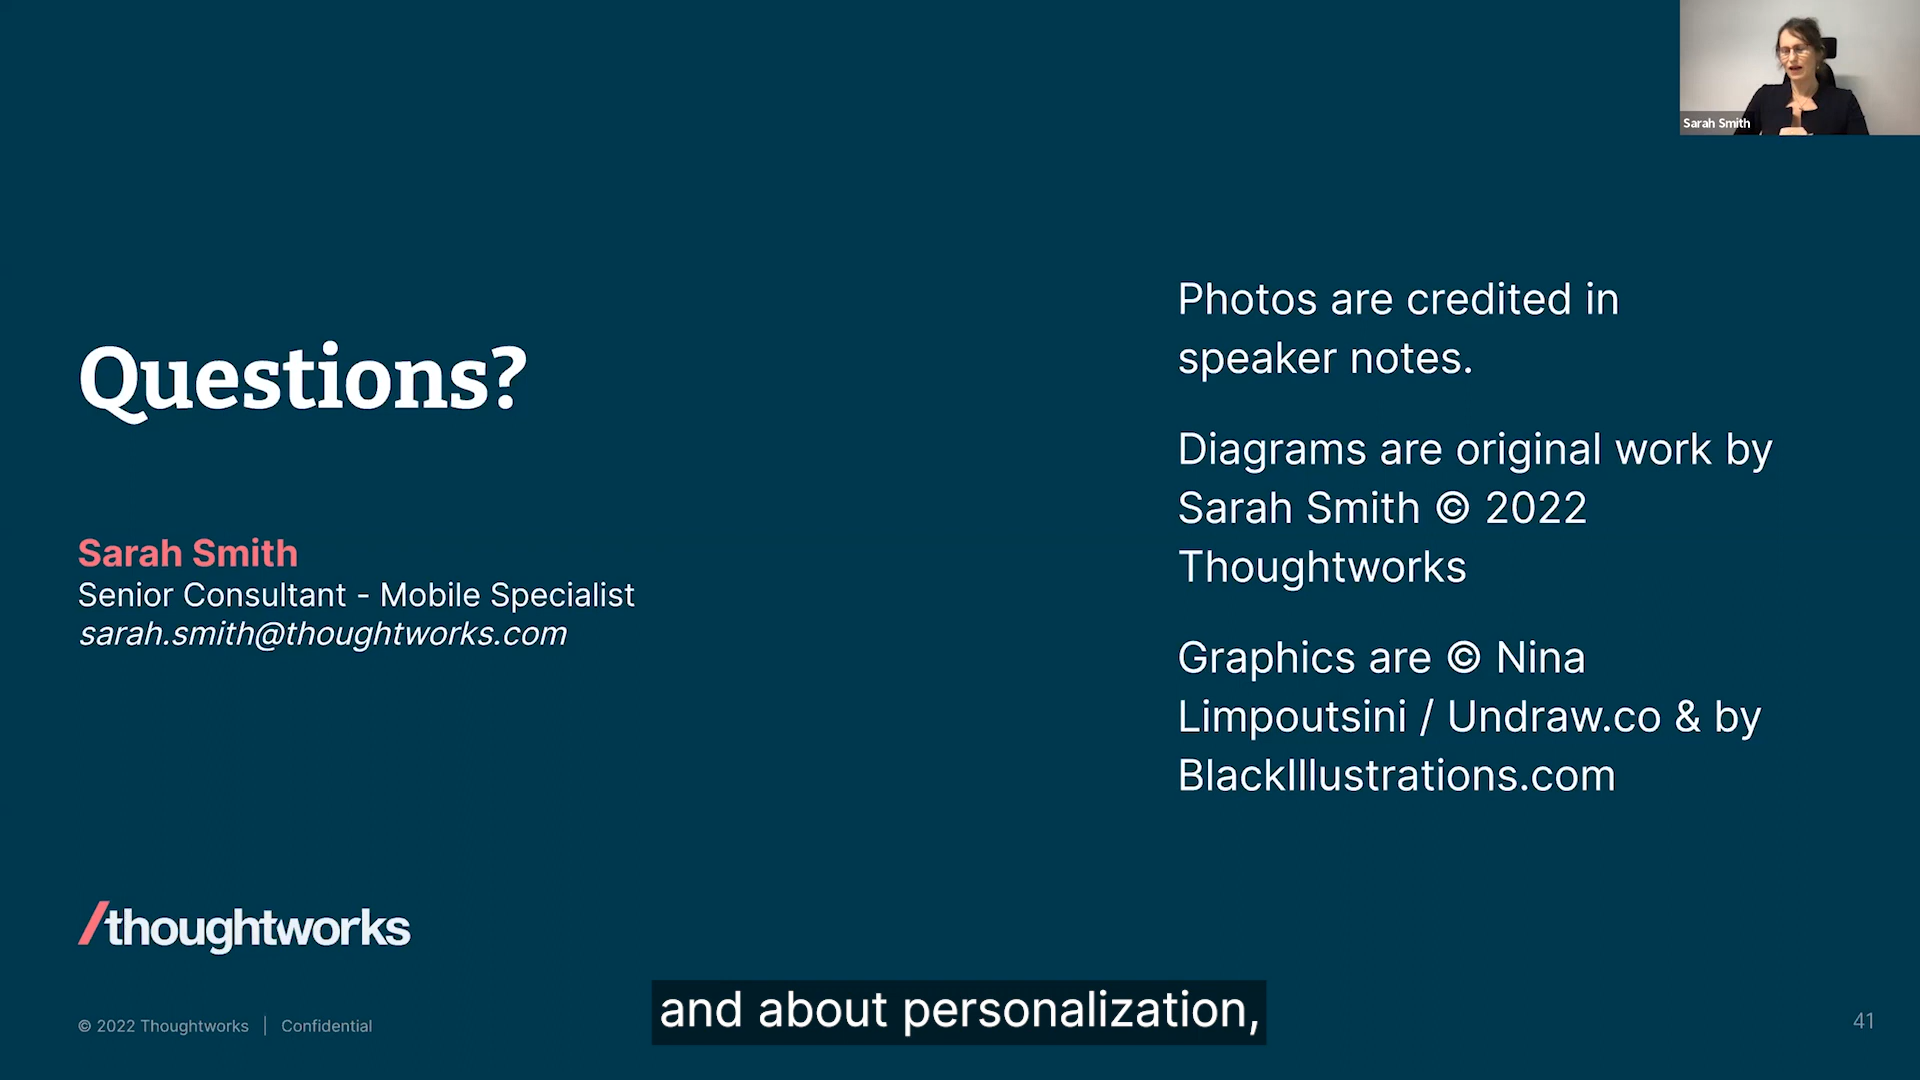 Sarah Smith
Questions?
Sarah Smith
Senior Consultant - Mobile Specialist
sarah.smith@thoughtworks.com
Photos are credited in
speaker notes.
Diagrams are original work by
Sarah Smith © 2022
Thoughtworks
Graphics are © Nina
Limpoutsini / Undraw.co & by
BlackIllustrations.com
/thoughtworks
© 2022 Thoughtworks | Confidential
and about personalization,
41